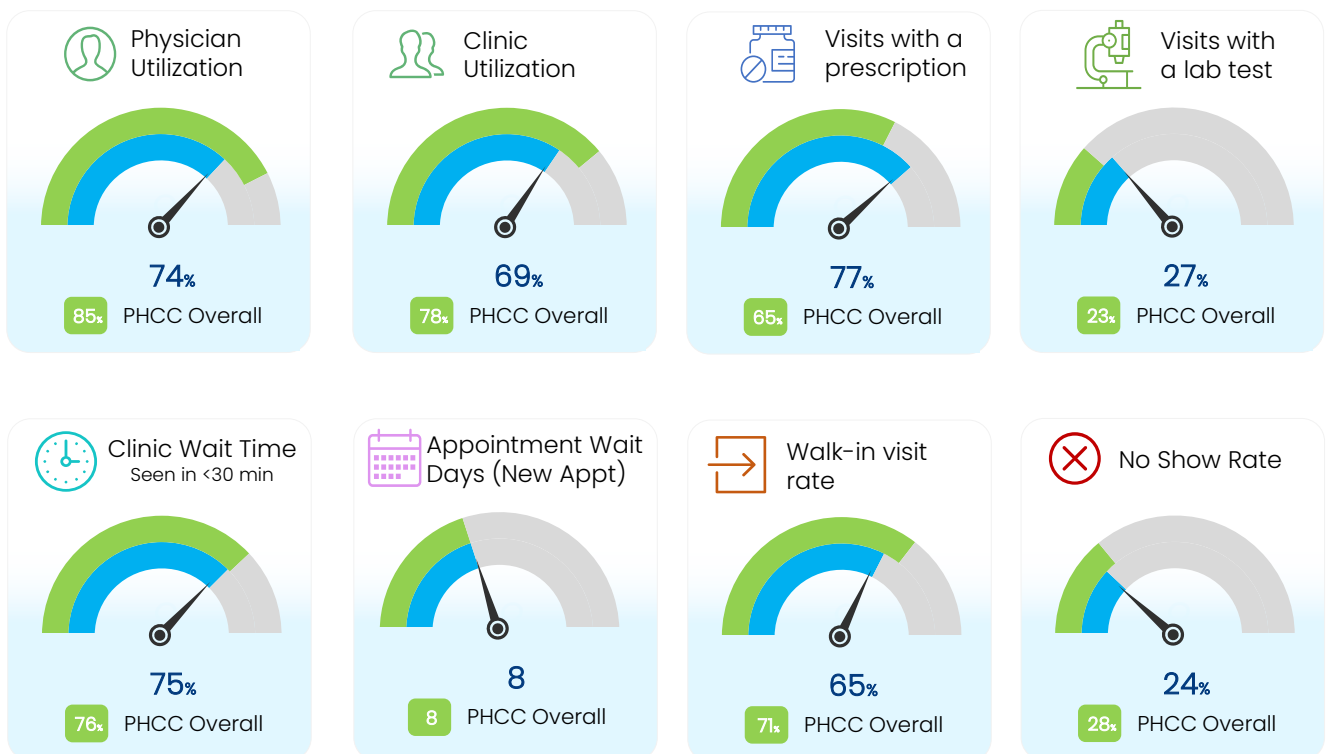 Physician
Utilization
74%
85% PHCC Overall
Clinic
Utilization
69%
78% PHCC Overall
Visits with a
prescription
77%
65% PHCC Overall
Visits with
a lab test
27%
23% PHCC Overall
Clinic Wait Time
Seen in <30 min
75%
76% PHCC Overall
Appointment Wait
Days (New Appt)
8
8 PHCC Overall
Walk-in visit
rate
65%
71% PHCC Overall
No Show Rate
24%
28% PHCC Overall